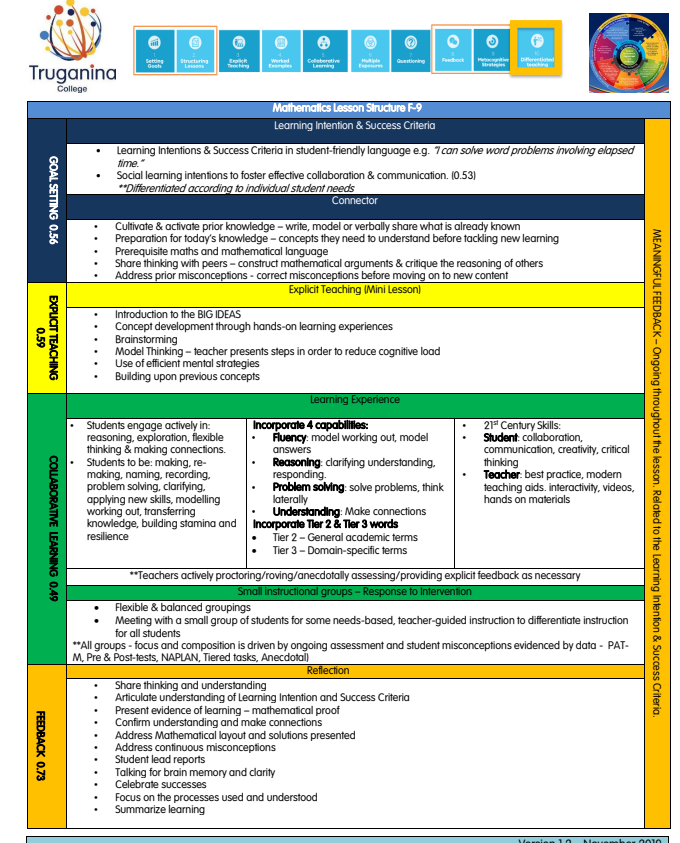 Truganina
College
1
Setting
Goals
2
Structuring
Lessons
3
Explicit
Teaching
4
Worked
Examples
5
Collaborative
Learning
6
Multiple
Exposures
7
Questioning
8
Feedback
9
Metacognitive
Strategies
10
Differentiated
Teaching
Mathematics Lesson Structure F-9
GOAL SETTING 0.56
Learning Intention & Success Criteria
• Learning Intentions & Success Criteria in student-friendly language e.g. "I can solve word problems involving elapsed
time."
• Social learning intentions to foster effective collaboration & communication. (0.53)
**Differentiated according to individual student needs
Connector
• Cultivate & activate prior knowledge – write, model or verbally share what is already known
• Preparation for today's knowledge – concepts they need to understand before tackling new learning
• Prerequisite maths and mathematical language
• Share thinking with peers – construct mathematical arguments & critique the reasoning of others
• Address prior misconceptions - correct misconceptions before moving on to new content
EXPLICIT TEACHING
0.59
Explicit Teaching (Mini Lesson)
• Introduction to the BIG IDEAS
• Concept development through hands-on learning experiences
• Brainstorming
• Model Thinking – teacher presents steps in order to reduce cognitive load
• Use of efficient mental strategies
• Building upon previous concepts
COLLABORATIVE LEARNING 0.49
Learning Experience
• Students engage actively in:
reasoning, exploration, flexible
thinking & making connections.
• Students to be: making, re-
making, naming, recording,
problem solving, clarifying,
applying new skills, modelling
working out, transferring
knowledge, building stamina and
resilience
Incorporate 4 capabilities:
• Fluency: model working out, model
answers
• Reasoning: clarifying understanding,
responding.
• Problem solving: solve problems, think
laterally
• Understanding: Make connections
Incorporate Tier 2 & Tier 3 words
• Tier 2 – General academic terms
• Tier 3 – Domain-specific terms
• 21st Century Skills:
• Student: collaboration,
communication, creativity, critical
thinking
• Teacher: best practice, modern
teaching aids. interactivity, videos,
hands on materials
**Teachers actively proctoring/roving/anecdotally assessing/providing explicit feedback as necessary
Small instructional groups – Response to Intervention
• Flexible & balanced groupings
• Meeting with a small group of students for some needs-based, teacher-guided instruction to differentiate instruction
for all students
**All groups - focus and composition is driven by ongoing assessment and student misconceptions evidenced by data - PAT-
M, Pre & Post-tests, NAPLAN, Tiered tasks, Anecdotal)
FEEDBACK 0.73
Reflection
• Share thinking and understanding
• Articulate understanding of Learning Intention and Success Criteria
• Present evidence of learning – mathematical proof
• Confirm understanding and make connections
• Address Mathematical layout and solutions presented
• Address continuous misconceptions
• Student lead reports
• Talking for brain memory and clarity
• Celebrate successes
• Focus on the processes used and understood
• Summarize learning
MEANINGFUL FEEDBACK – Ongoing throughout the lesson. Related to the Learning Intention & Success Criteria.
Version 1.2 – November 2019